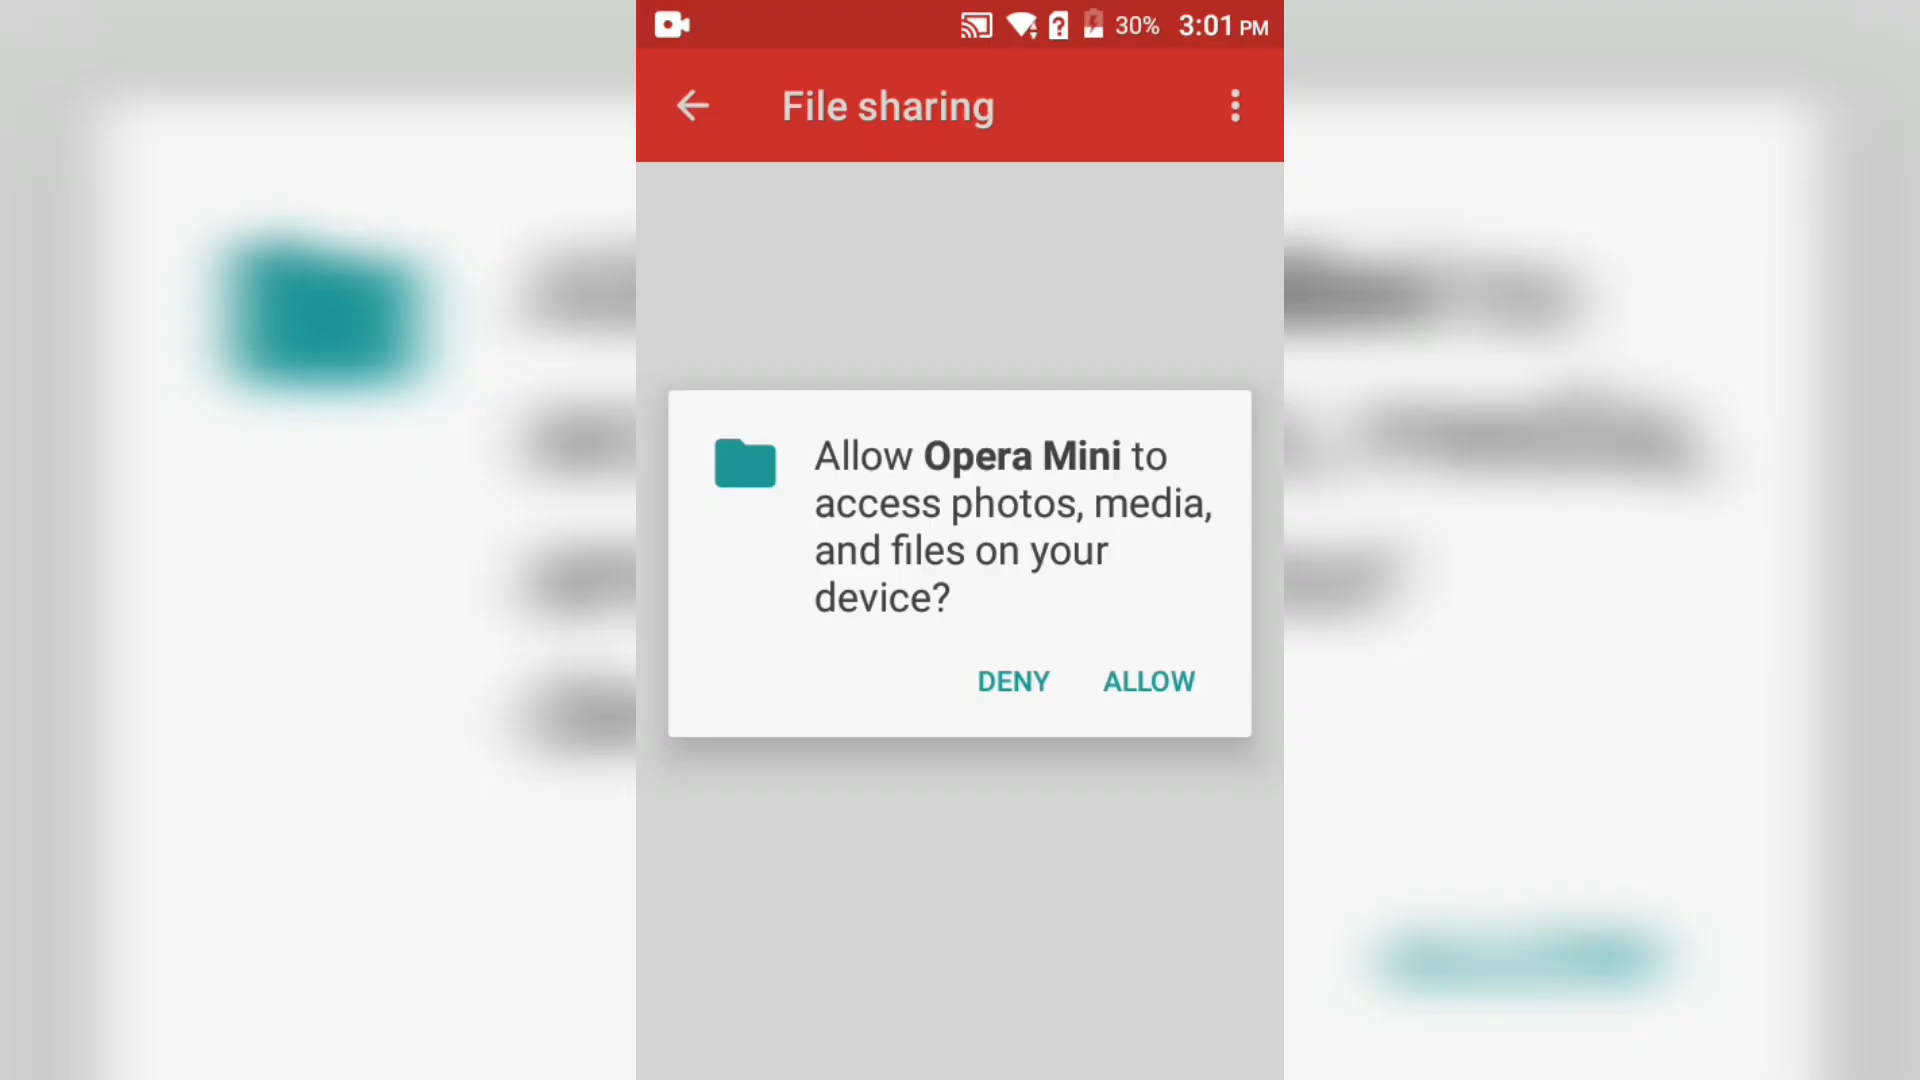 30% 3:01 PM
File sharing
Allow Opera Mini to
access photos, media,
and files on your
device?
DENY ALLOW